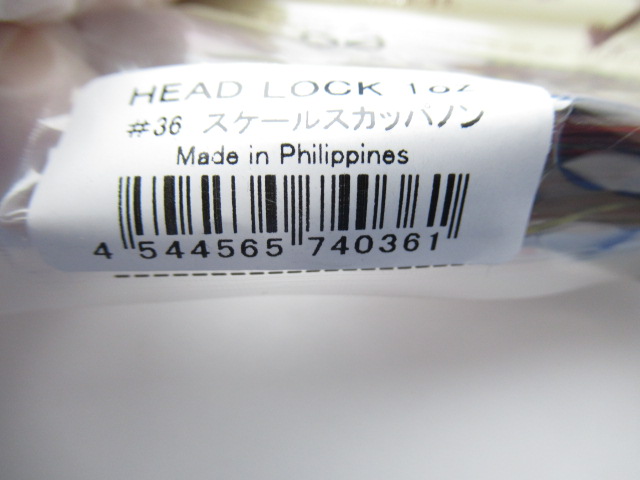 HEAD LOCK
#36 スケールスカッパノン
Made in Philippines
4 544565 740361